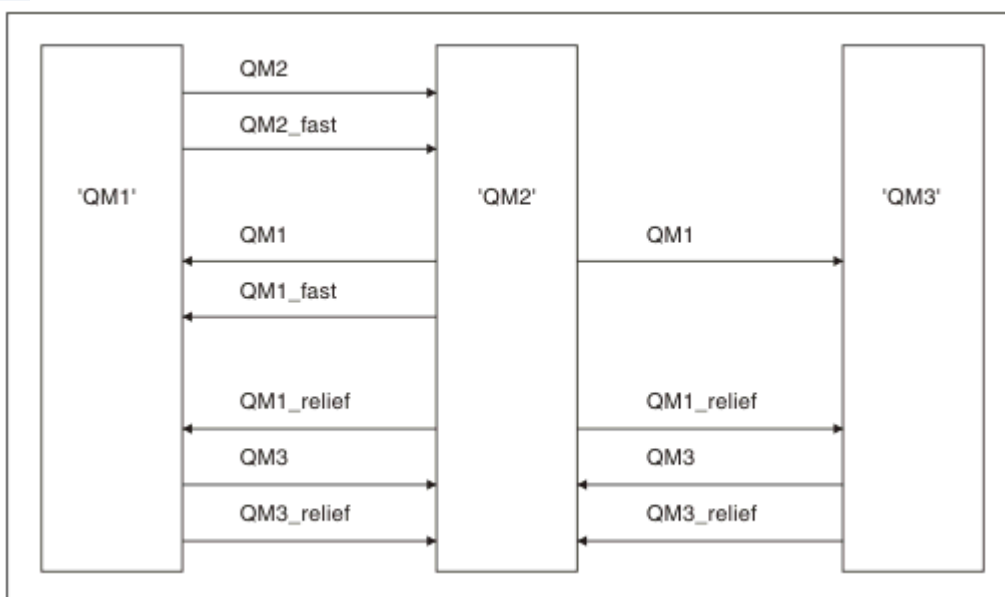 QM2
QM2_fast
'QM1' 'QM2' 'QM3'
QM1 QM1
QM1_fast
QM1_relief QM1_relief
QM3 QM3
QM3_relief QM3_relief